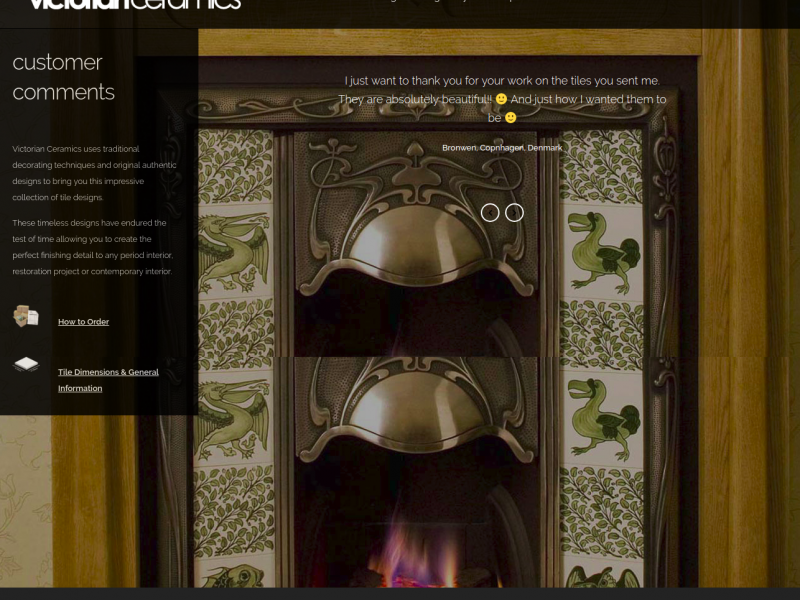 victorianceramics
customer
comments
Victorian Ceramics uses traditional
decorating techniques and original authentic
designs to bring you this impressive
collection of tile designs.
These timeless designs have endured the
test of time allowing you to create the
perfect finishing detail to any period interior,
restoration project or contemporary interior.
How to Order
Tile Dimensions & General
Information
I just want to thank you for your work on the tiles you sent me.
They are absolutely beautiful!! 🙂 And just how I wanted them to
be 🙂
Bronwen, Copnhagen, Denmark